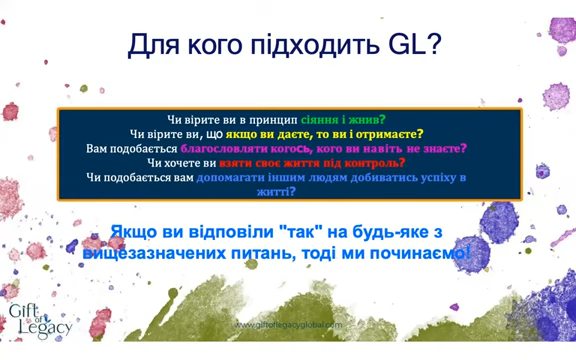 Для кого підходить GL?
Чи вірите ви в принцип сіяння і жнив?
Чи вірите ви, що якщо ви даєте, то ви і отримаєте?
Вам подобається благословляти когось, кого ви навіть не знаєте?
Чи хочете ви взяти своє життя під контроль?
Чи подобається вам допомагати іншим людям добиватись успіху в
житті?
Якщо ви відповіли "так" на будь-яке з
вищезазначених питань, тоді ми починаємо!
Gift
of
Legacy
www.giftoflegacyglobal.com